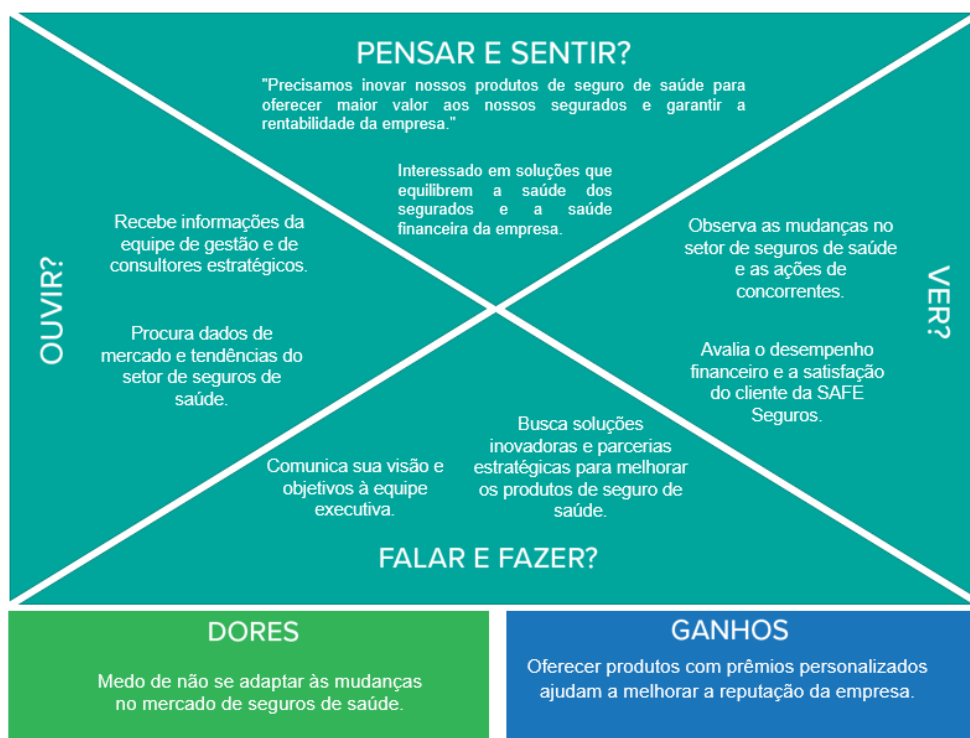 PENSAR E SENTIR?
"Precisamos inovar nossos produtos de seguro de saúde para
oferecer maior valor aos nossos segurados e garantir a
rentabilidade da empresa."
Interessado em soluções que
equilibrem a saúde dos
segurados e a saúde
financeira da empresa.
OUVIR?
Recebe informações da
equipe de gestão e de
consultores estratégicos.
Procura dados de
mercado e tendências do
setor de seguros de
saúde.
VER?
Observa as mudanças no
setor de seguros de saúde
e as ações de
concorrentes.
Avalia o desempenho
financeiro e a satisfação
do cliente da SAFE
Seguros.
Comunica sua visão e
objetivos à equipe
executiva.
Busca soluções
inovadoras e parcerias
estratégicas para melhorar
os produtos de seguro de
saúde.
FALAR E FAZER?
DORES
Medo de não se adaptar às mudanças
no mercado de seguros de saúde.
GANHOS
Oferecer produtos com prêmios personalizados
ajudam a melhorar a reputação da empresa.